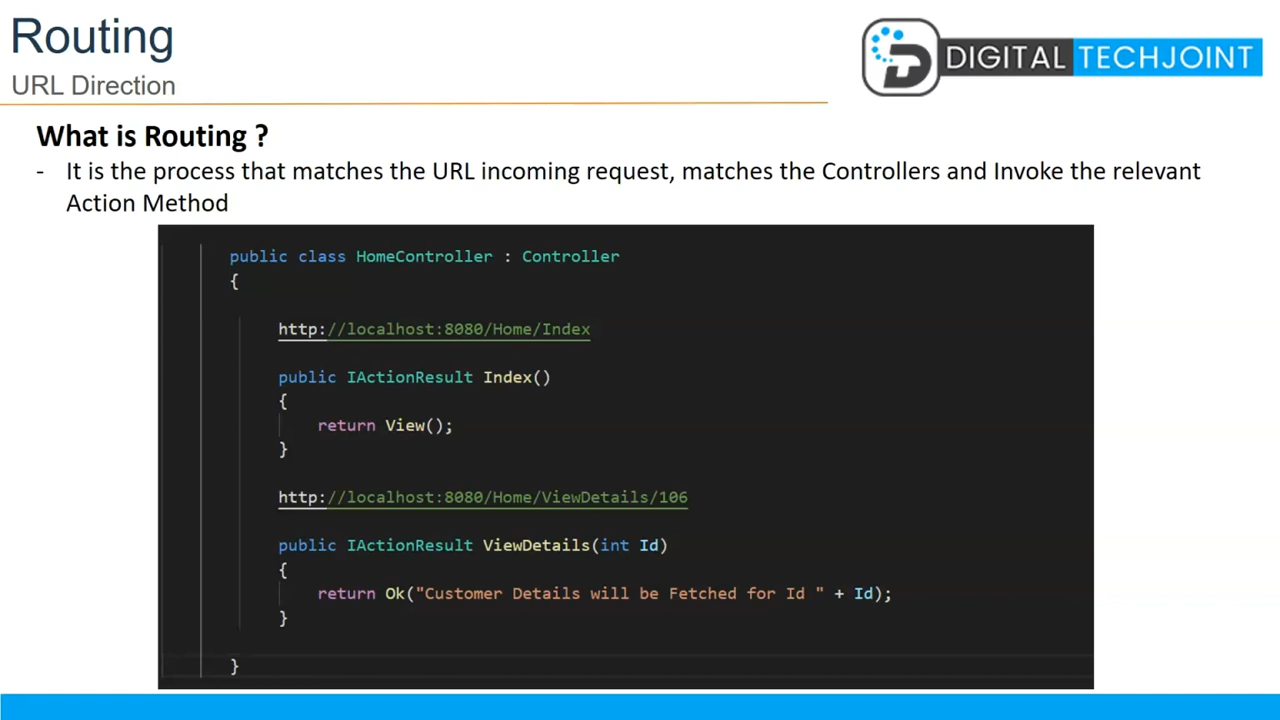 Routing
URL Direction
DIGITAL TECHJOINT
What is Routing ?
- It is the process that matches the URL incoming request, matches the Controllers and Invoke the relevant
Action Method
public class HomeController : Controller
{
http://localhost:8080/Home/Index
public IActionResult Index()
{
return View();
}
http://localhost:8080/Home/ViewDetails/106
public IActionResult ViewDetails(int Id)
{
return Ok("Customer Details will be Fetched for Id " + Id);
}
}